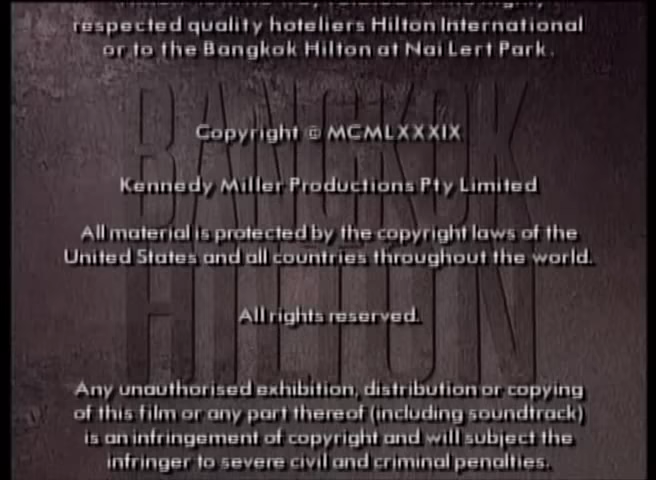 respected quality hoteliers Hilton International
or to the Bangkok Hilton at Nai Lert Park.
BANGKOK
Copyright © MCMLXXXIX
Kennedy Miller Productions Pty Limited
All material is protected by the copyright laws of the
United States and all countries throughout the world.
HILTON
All rights reserved.
Any unauthorised exhibition, distribution or copying
of this film or any part thereof (including soundtrack)
is an infringement of copyright and will subject the
infringer to severe civil and criminal penalties.